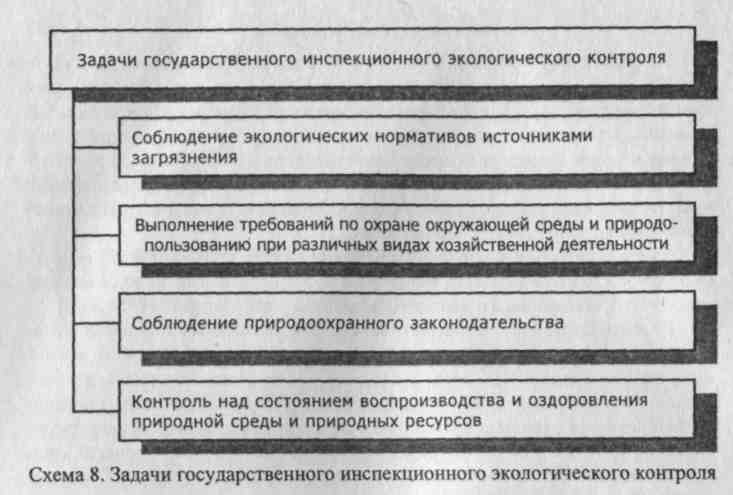 Задачи государственного инспекционного экологического контроля
Соблюдение экологических нормативов источниками
загрязнения
Выполнение требований по охране окружающей среды и природо-
пользованию при различных видах хозяйственной деятельности
Соблюдение природоохранного законодательства
Контроль над состоянием воспроизводства и оздоровления
природной среды и природных ресурсов
Схема 8. Задачи государственного инспекционного экологического контроля